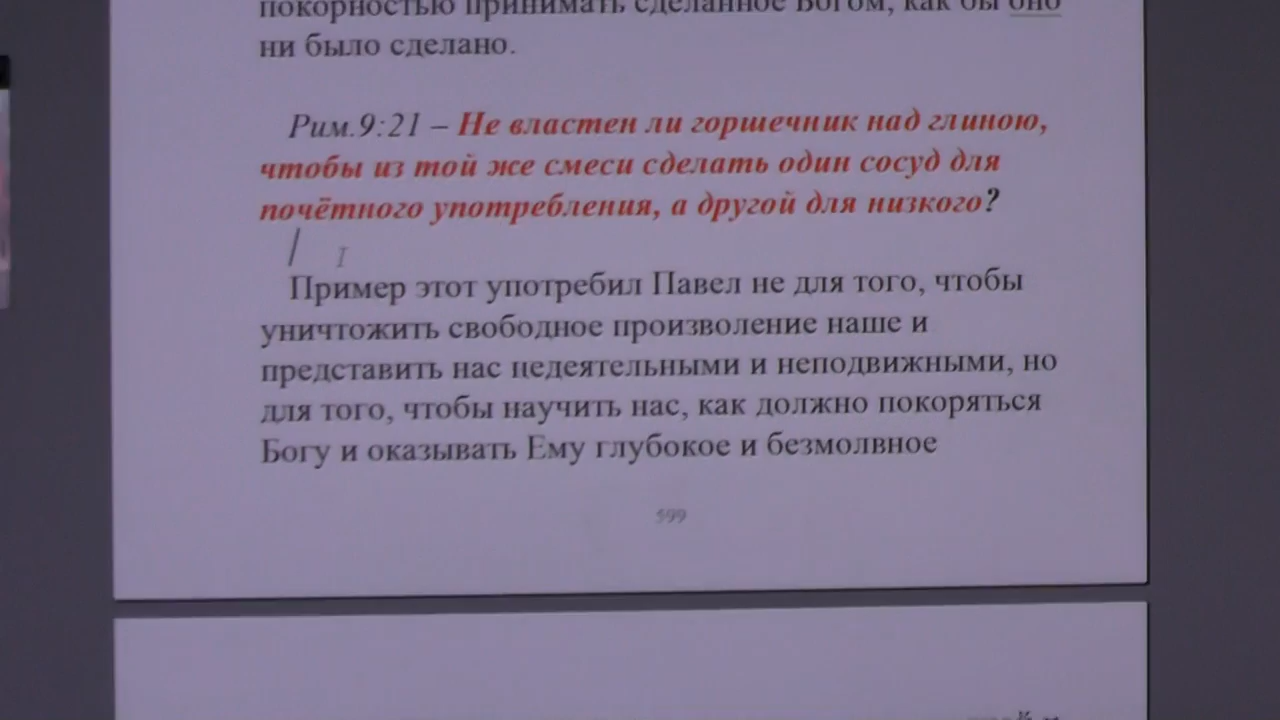 покорностью принимать сделанное Богом, как бы оно
ни было сделано.
Рим.9:21 – Не властен ли горшечник над глиною,
чтобы из той же смеси сделать один сосуд для
почётного употребления, а другой для низкого?
Пример этот употребил Павел не для того, чтобы
уничтожить свободное произволение наше и
представить нас недеятельными и неподвижными, но
для того, чтобы научить нас, как должно покоряться
Богу и оказывать Ему глубокое и безмолвное
599